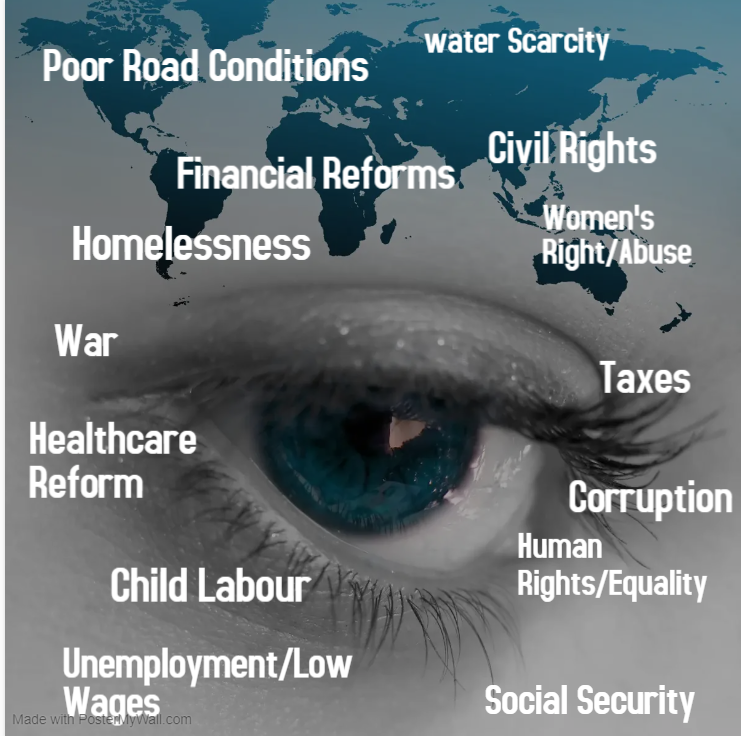 water Scarcity
Poor Road Conditions
Civil Rights
Financial Reforms
Women's
Right/Abuse
Homelessness
War
Taxes
Healthcare
Reform
Corruption
Human
Rights/Equality
Child Labour
Unemployment/Low
Wages
Social Security
Made with PosterMyWall.com